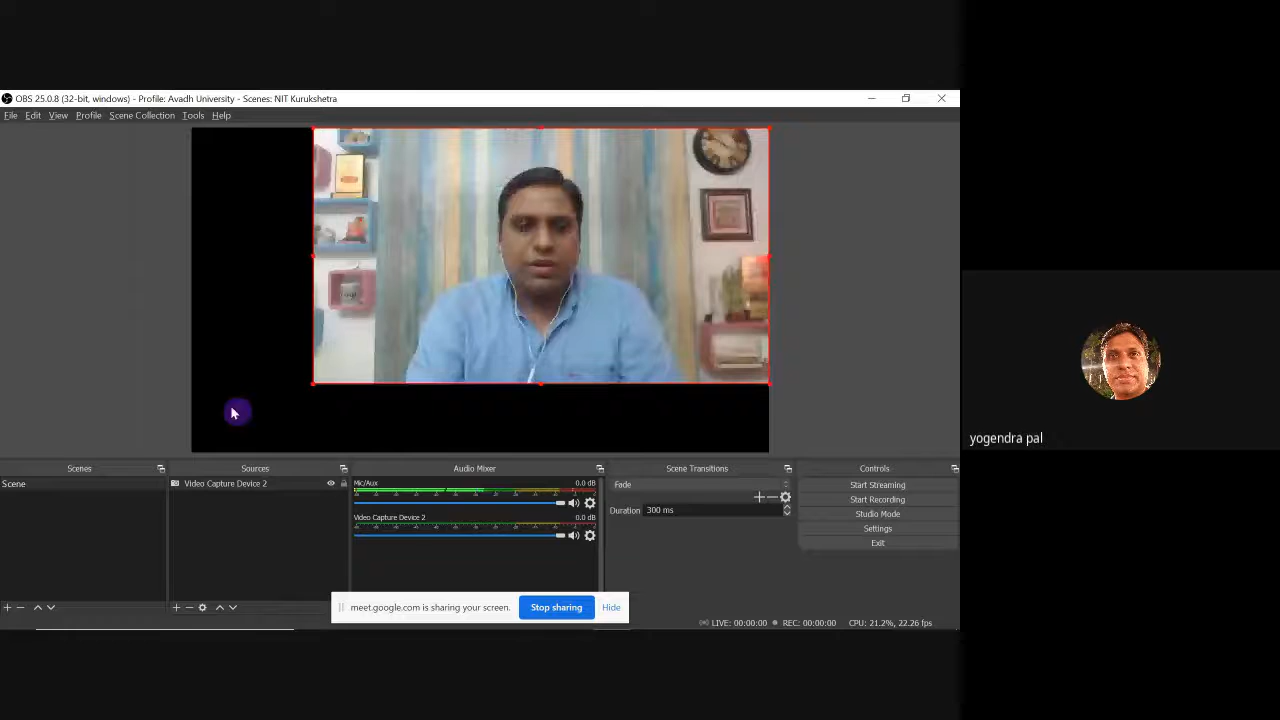 OBS 25.0.8 (32-bit, windows) - Profile: Avadh University - Scenes: NIT Kurukshetra
File Edit View Profile Scene Collection Tools Help
yogendra pal
Scenes
Sources
Audio Mixer
Scene Transitions
Controls
Scene
Video Capture Device 2
Mic/Aux 0.0 dB
Video Capture Device 2 0.0 dB
Fade
Duration 300 ms
Start Streaming
Start Recording
Studio Mode
Settings
Exit
meet.google.com is sharing your screen. Stop sharing Hide
LIVE: 00:00:00 REC: 00:00:00 CPU: 21.2%, 22.26 fps